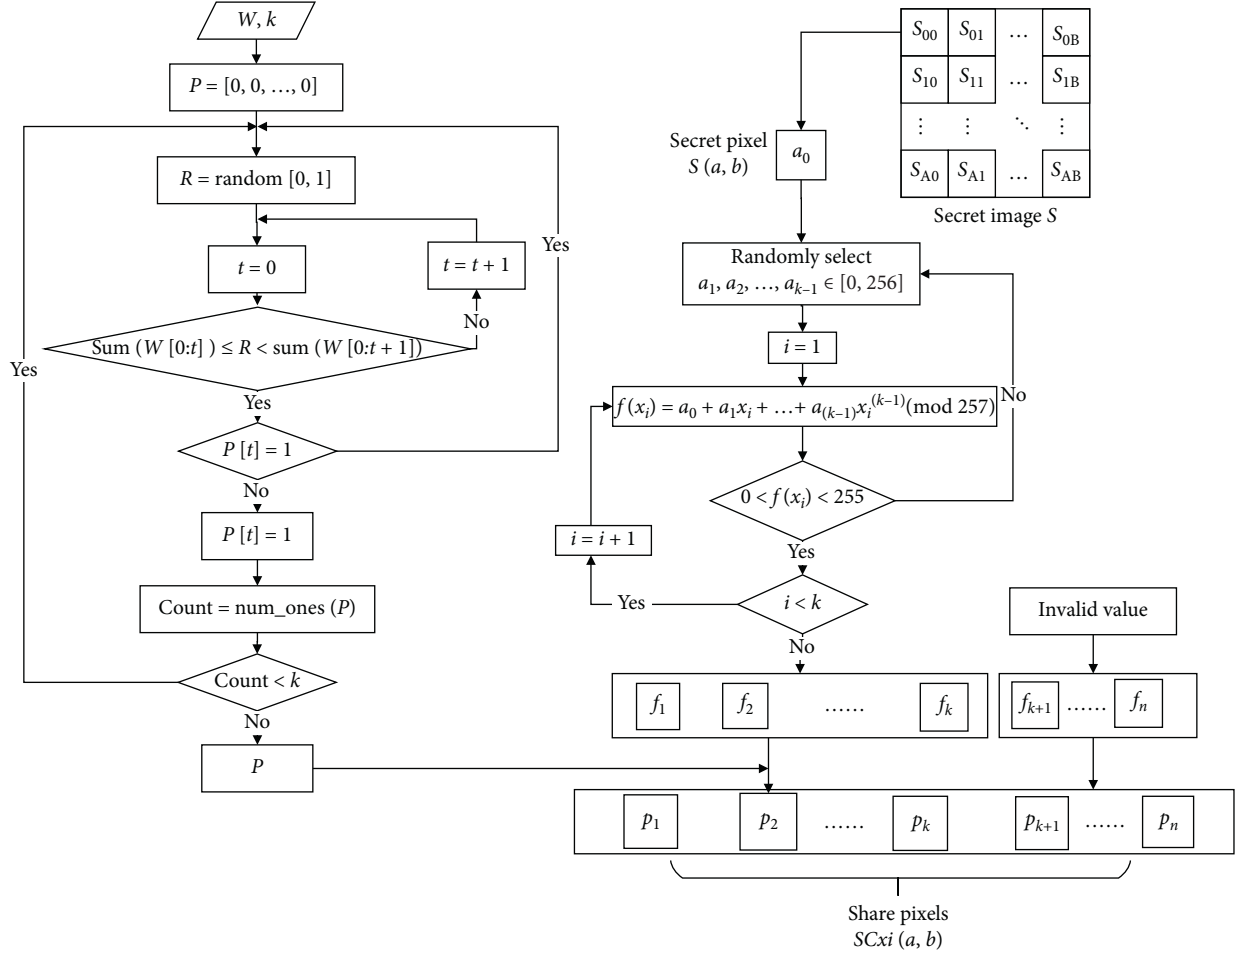 W, k
P = [0, 0, …, 0]
R = random [0, 1]
t = 0
t = t + 1
No
Yes
Sum (W [0:t] ) ≤ R < sum (W [0:t + 1])
Yes
Yes
P [t] = 1
No
P [t] = 1
Count = num_ones (P)
Count < k
No
P
S00 S01 … S0B
S10 S11 … S1B
⋮ ⋮ ⋱ ⋮
SA0 SA1 … SAB
Secret image S
Secret pixel
S (a, b)
a0
Randomly select
a1, a2, …, ak−1 ∈ [0, 256]
i = 1
f (xi) = a0 + a1xi + …+ a(k−1)xi(k−1)(mod 257)
No
0 < f (xi) < 255
i = i + 1
Yes
i < k
Yes
No
Invalid value
f1 f2 …… fk
fk+1 …… fn
p1 p2 …… pk pk+1 …… pn
Share pixels
SCxi (a, b)